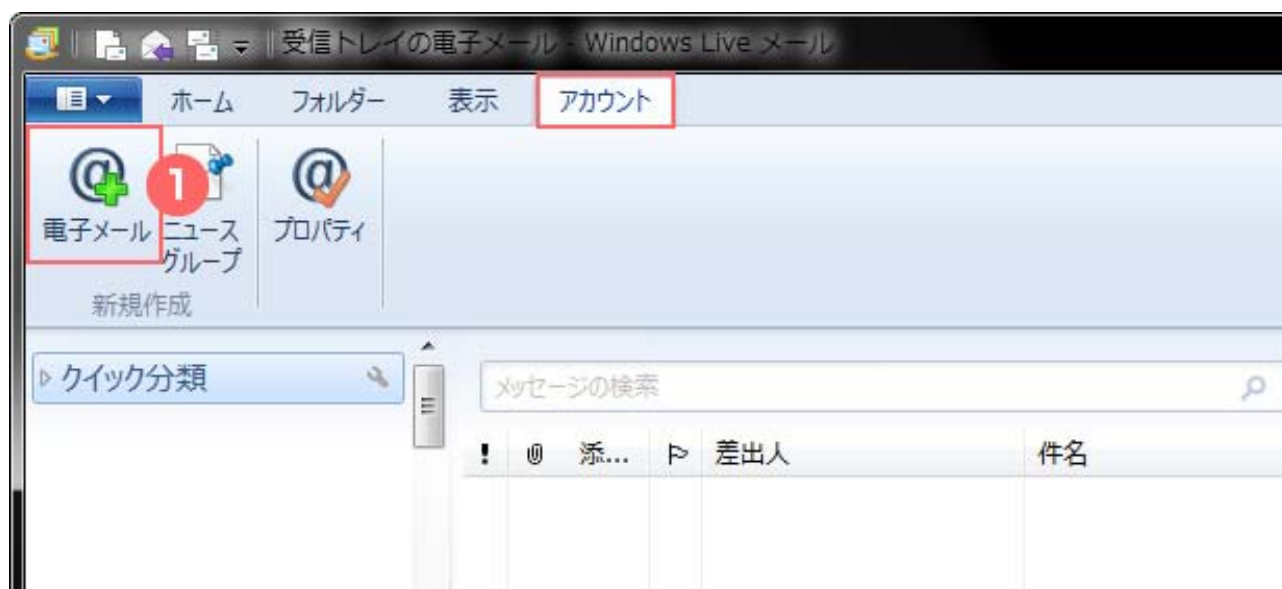 受信トレイの電子メール - Windows Live メール
ホーム フォルダー 表示 アカウント
1
電子メール ニュース グループ プロパティ
新規作成
クイック分類
メッセージの検索
! 添... 差出人 件名